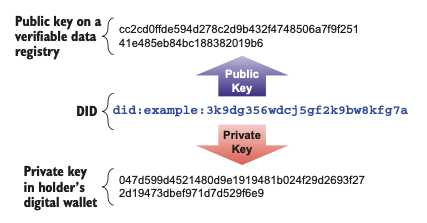 Public key on a
verifiable data
registry
cc2cd0ffde594d278c2d9b432f4748506a7f9f251
41e485eb84bc188382019b6
Public
Key
DID
did:example:3k9dg356wdcj5gf2k9bw8kfg7a
Private
Key
Private key
in holder's
digital wallet
047d599d4521480d9e1919481b024f29d2693f27
2d19473dbef971d7d529f6e9